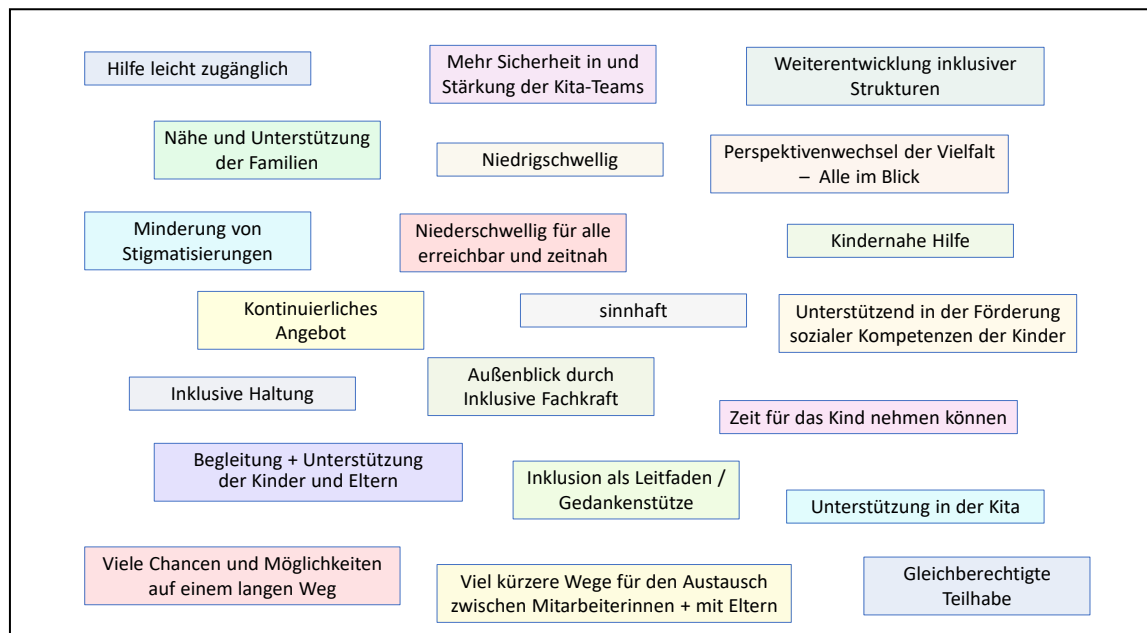 Hilfe leicht zugänglich
Mehr Sicherheit in und
Stärkung der Kita-Teams
Weiterentwicklung inklusiver
Strukturen
Nähe und Unterstützung
der Familien
Niedrigschwellig
Perspektivenwechsel der Vielfalt
– Alle im Blick
Minderung von
Stigmatisierungen
Niederschwellig für alle
erreichbar und zeitnah
Kindernahe Hilfe
Kontinuierliches
Angebot
sinnhaft
Unterstützend in der Förderung
sozialer Kompetenzen der Kinder
Inklusive Haltung
Außenblick durch
Inklusive Fachkraft
Zeit für das Kind nehmen können
Begleitung + Unterstützung
der Kinder und Eltern
Inklusion als Leitfaden /
Gedankenstütze
Unterstützung in der Kita
Viele Chancen und Möglichkeiten
auf einem langen Weg
Viel kürzere Wege für den Austausch
zwischen Mitarbeiterinnen + mit Eltern
Gleichberechtigte
Teilhabe